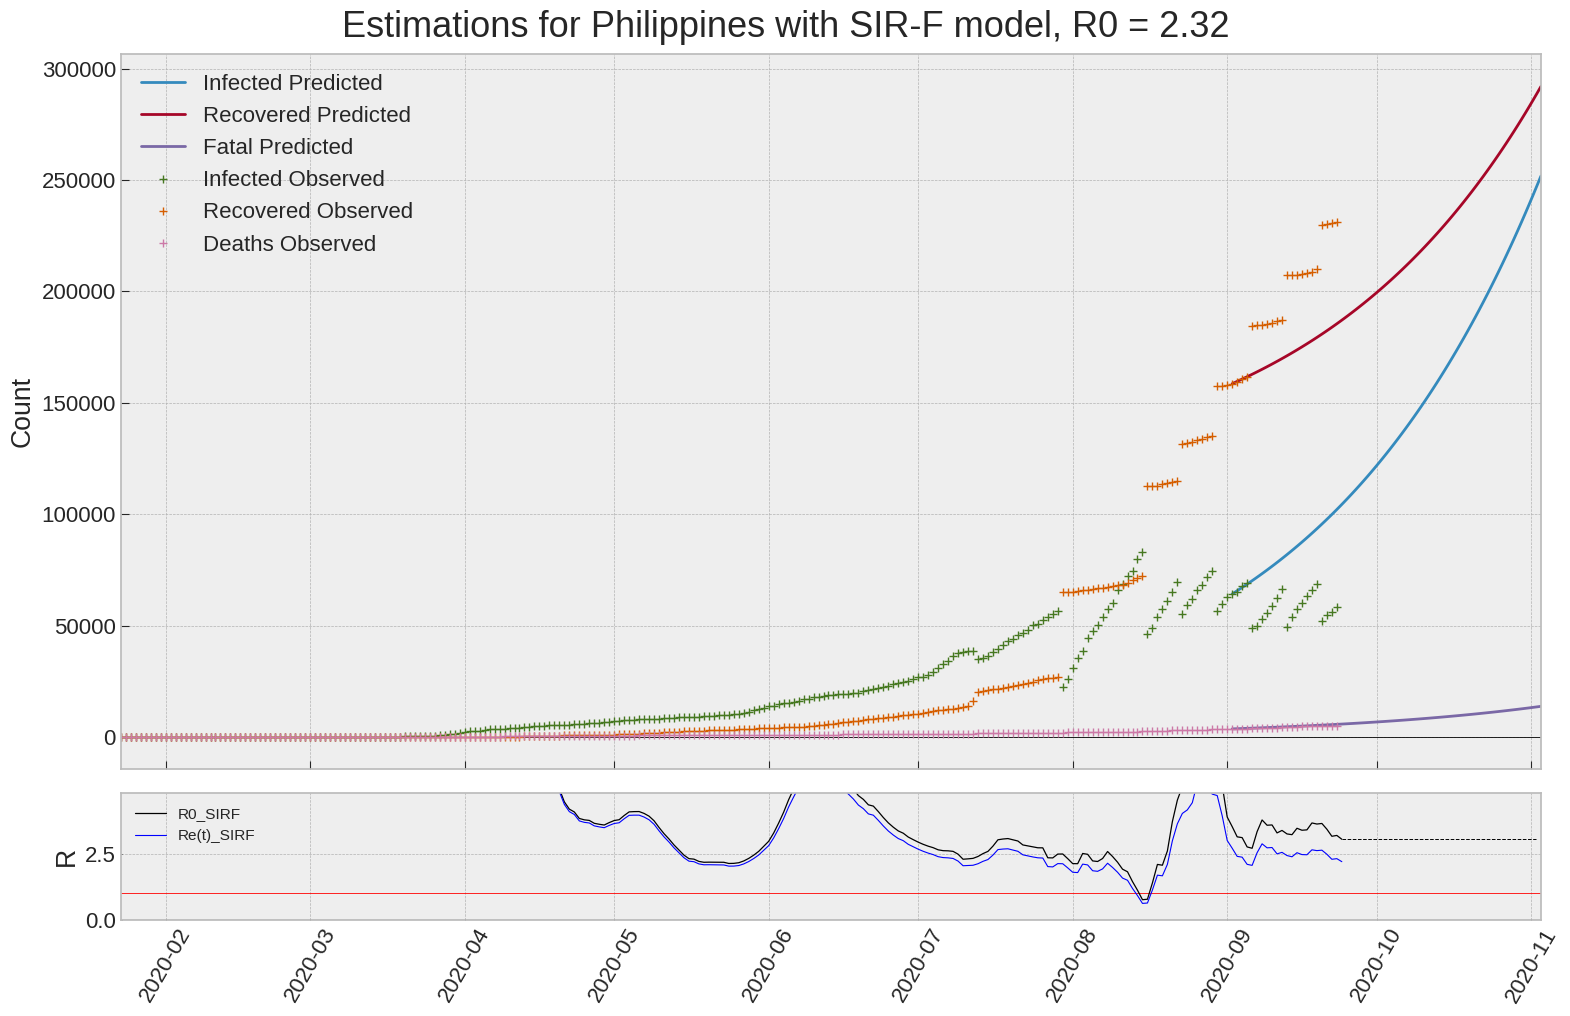 Estimations for Philippines with SIR-F model, R0 = 2.32
300000
250000
200000
150000
100000
50000
0
Count
Infected Predicted
Recovered Predicted
Fatal Predicted
Infected Observed
Recovered Observed
Deaths Observed
R0_SIRF
Re(t)_SIRF
R
2.5
0.0
2020-02
2020-03
2020-04
2020-05
2020-06
2020-07
2020-08
2020-09
2020-10
2020-11